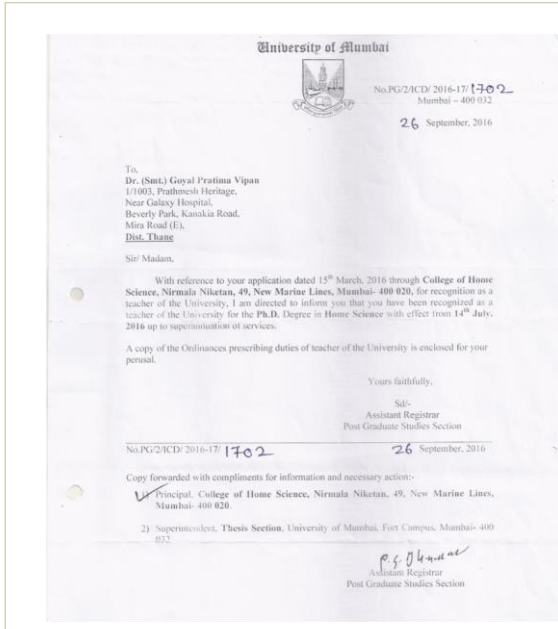 University of Mumbai
No.PG/2/ICD/ 2016-17/1702
Mumbai – 400 032
26 September, 2016
To,
Dr. (Smt.) Goyal Pratima Vipan
1/1003, Prathmesh Heritage,
Near Galaxy Hospital,
Beverly Park, Kanakia Road,
Mira Road (E),
Dist. Thane
Sir/ Madam,
With reference to your application dated 15th March, 2016 through College of Home
Science, Nirmala Niketan, 49, New Marine Lines, Mumbai- 400 020, for recognition as a
teacher of the University, I am directed to inform you that you have been recognized as a
teacher of the University for the Ph.D. Degree in Home Science with effect from 14th July,
2016 up to superannuation of services.
A copy of the Ordinances prescribing duties of teacher of the University is enclosed for your
perusal.
Yours faithfully,
Sd/-
Assistant Registrar
Post Graduate Studies Section
No.PG/2/ICD/ 2016-17/ 1702 26 September, 2016
Copy forwarded with compliments for information and necessary action:-
Principal, College of Home Science, Nirmala Niketan, 49, New Marine Lines,
Mumbai- 400 020.
2) Superintendent, Thesis Section, University of Mumbai, Fort Campus, Mumbai- 400
032
Assistant Registrar
Post Graduate Studies Section